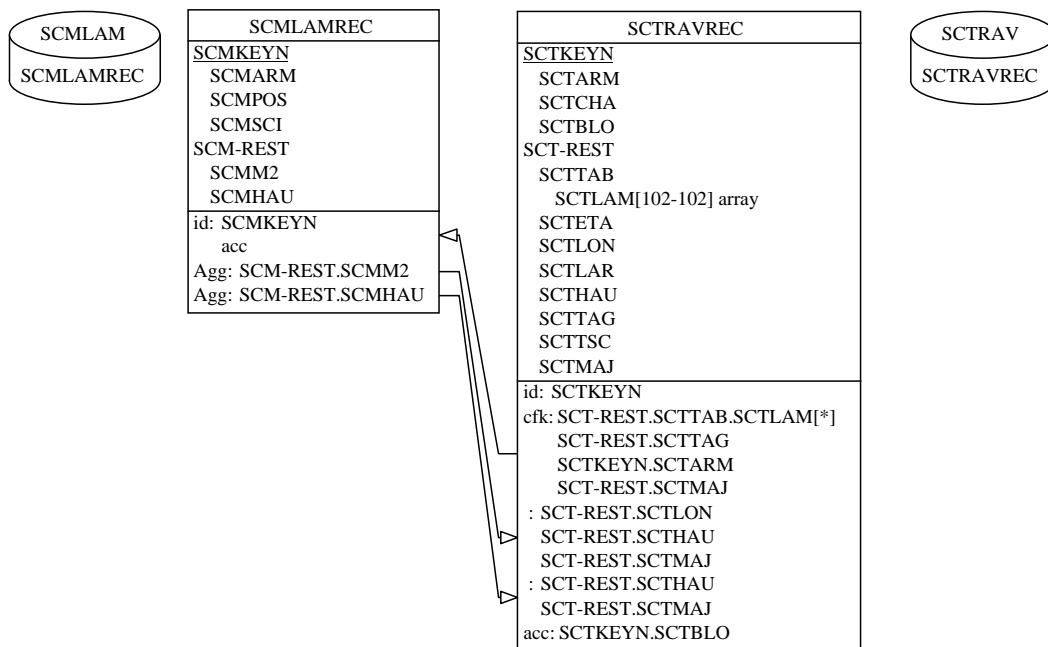 SCMLAM
SCMLAMREC
SCMLAMREC
SCMKEYN
SCMARM
SCMPOS
SCMSCI
SCM-REST
SCMM2
SCMHAU
id: SCMKEYN
acc
Agg: SCM-REST.SCMM2
Agg: SCM-REST.SCMHAU
SCTRAVREC
SCTKEYN
SCTARM
SCTCHA
SCTBLO
SCT-REST
SCTTAB
SCTLAM[102-102] array
SCTETA
SCTLON
SCTLAR
SCTHAU
SCTTAG
SCTTSC
SCTMAJ
id: SCTKEYN
cfk: SCT-REST.SCTTAB.SCTLAM[*]
SCT-REST.SCTTAG
SCTKEYN.SCTARM
SCT-REST.SCTMAJ
: SCT-REST.SCTLON
SCT-REST.SCTHAU
SCT-REST.SCTMAJ
: SCT-REST.SCTHAU
SCT-REST.SCTMAJ
acc: SCTKEYN.SCTBLO
SCTRAV
SCTRAVREC